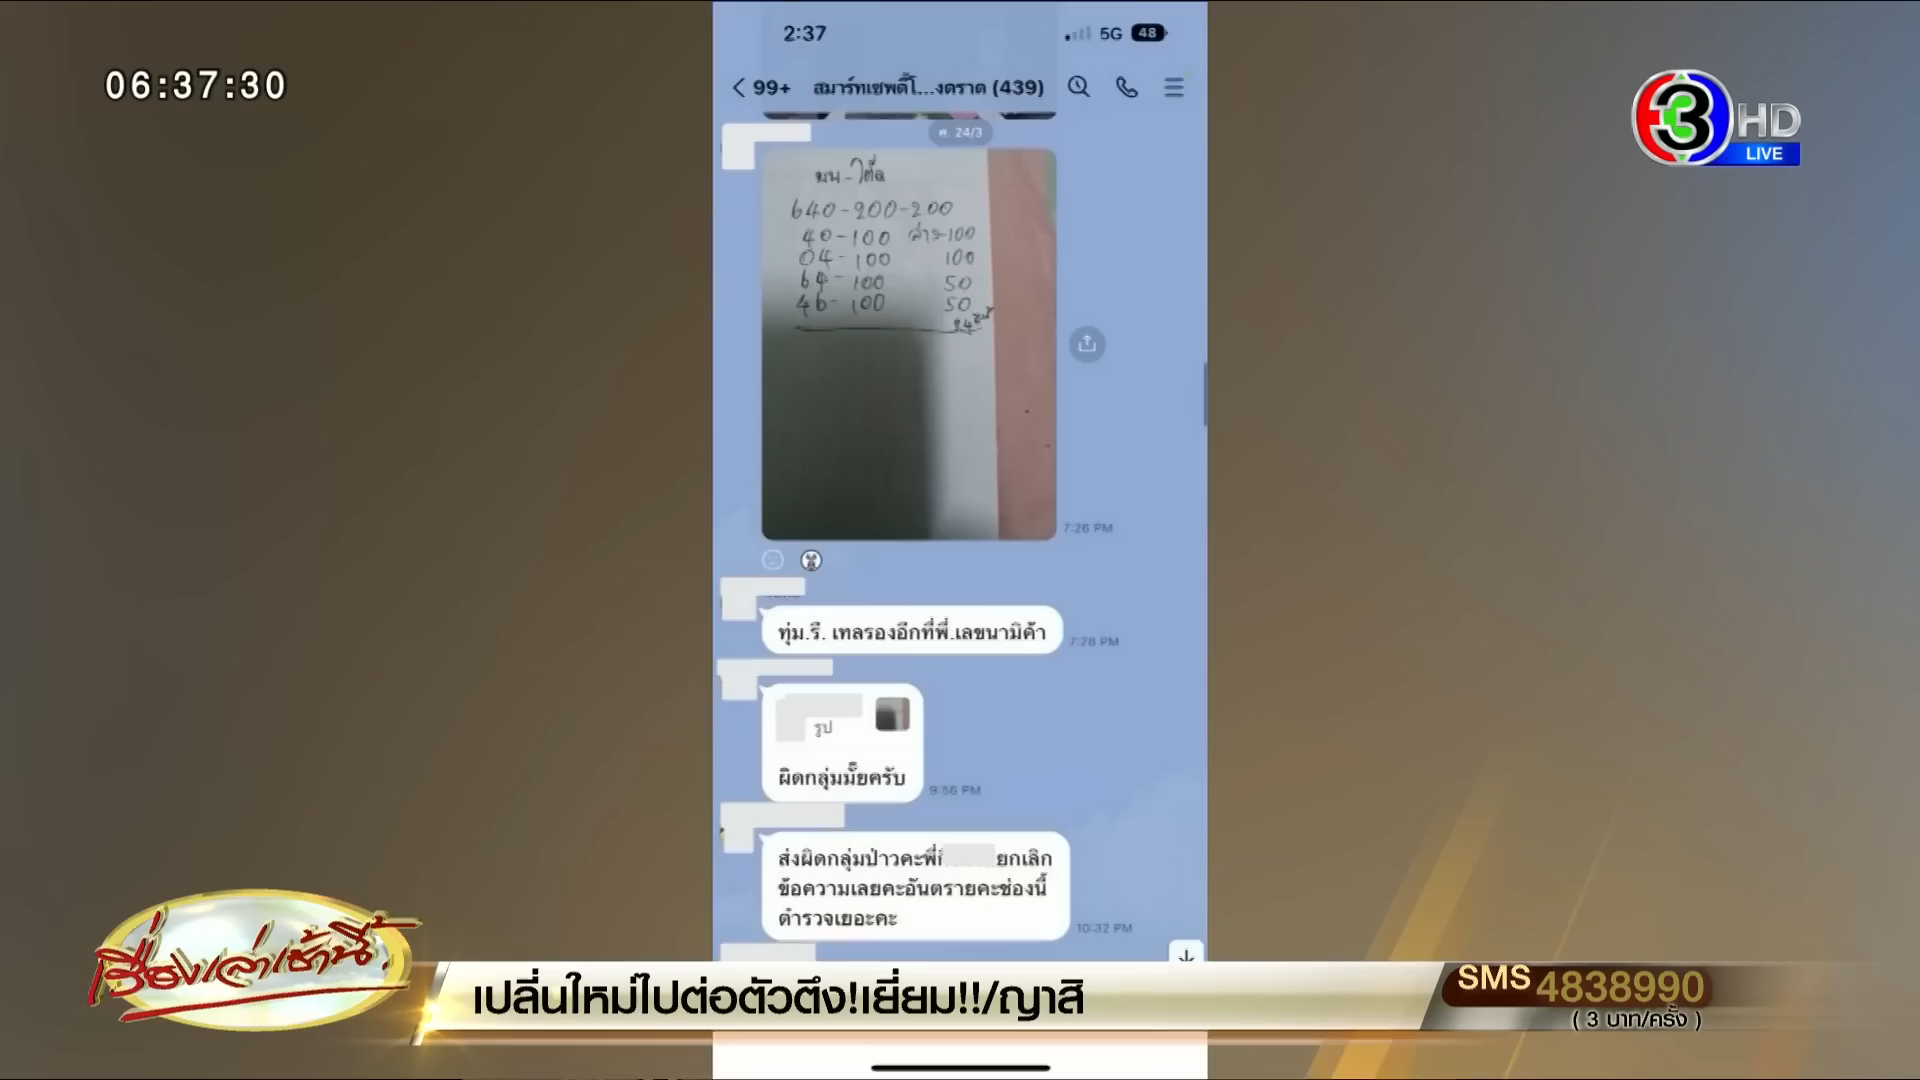 06:37:30
2:37
5G 48
99+ สมาร์ทเซฟตี้โ...งตราด (439)
3 HD
LIVE
ศ. 24/3
บน-โต๊ด
640-200-200
40-100 ล่าง-100
04-100 100
64-100 50
46-100 50
7:26 PM
ทุ่ม.รึ. เทลรองอีกที่พี่.เลขนามิค้า
7:28 PM
รูป
ผิดกลุ่มมั๊ยครับ
9:56 PM
ส่งผิดกลุ่มป่าวคะพี่ ยกเลิก
ข้อความเลยคะอันตรายคะช่องนี้
ตำรวจเยอะคะ
10:32 PM
เรื่องเล่าเช้านี้
เปลี่นใหม่ไปต่อตัวตึง!เยี่ยม!!/ญาสิ
SMS 4838990
( 3 บาท/ครั้ง )